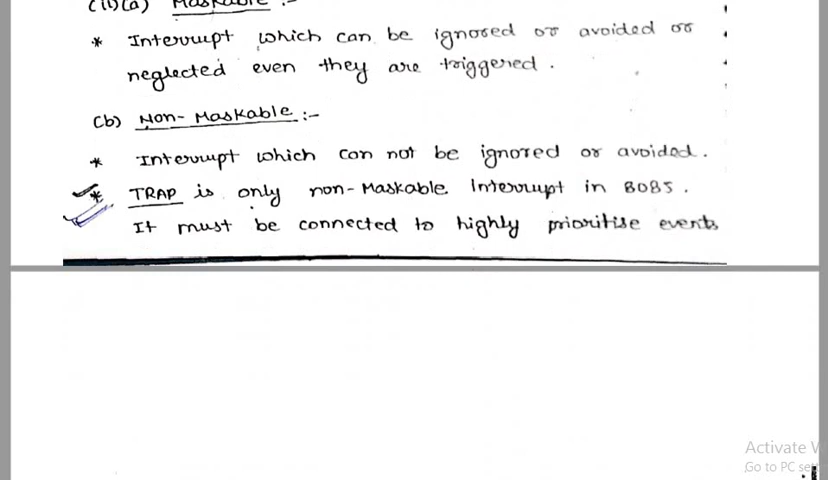 (ii)(a) Maskable :-
* Interrupt which can be ignored or avoided or
neglected even they are triggered .
(b) Non-Maskable :-
* Interrupt which can not be ignored or avoided.
* TRAP is only non-Maskable Interrupt in 8085 .
It must be connected to highly prioritise events
Activate
Go to PC